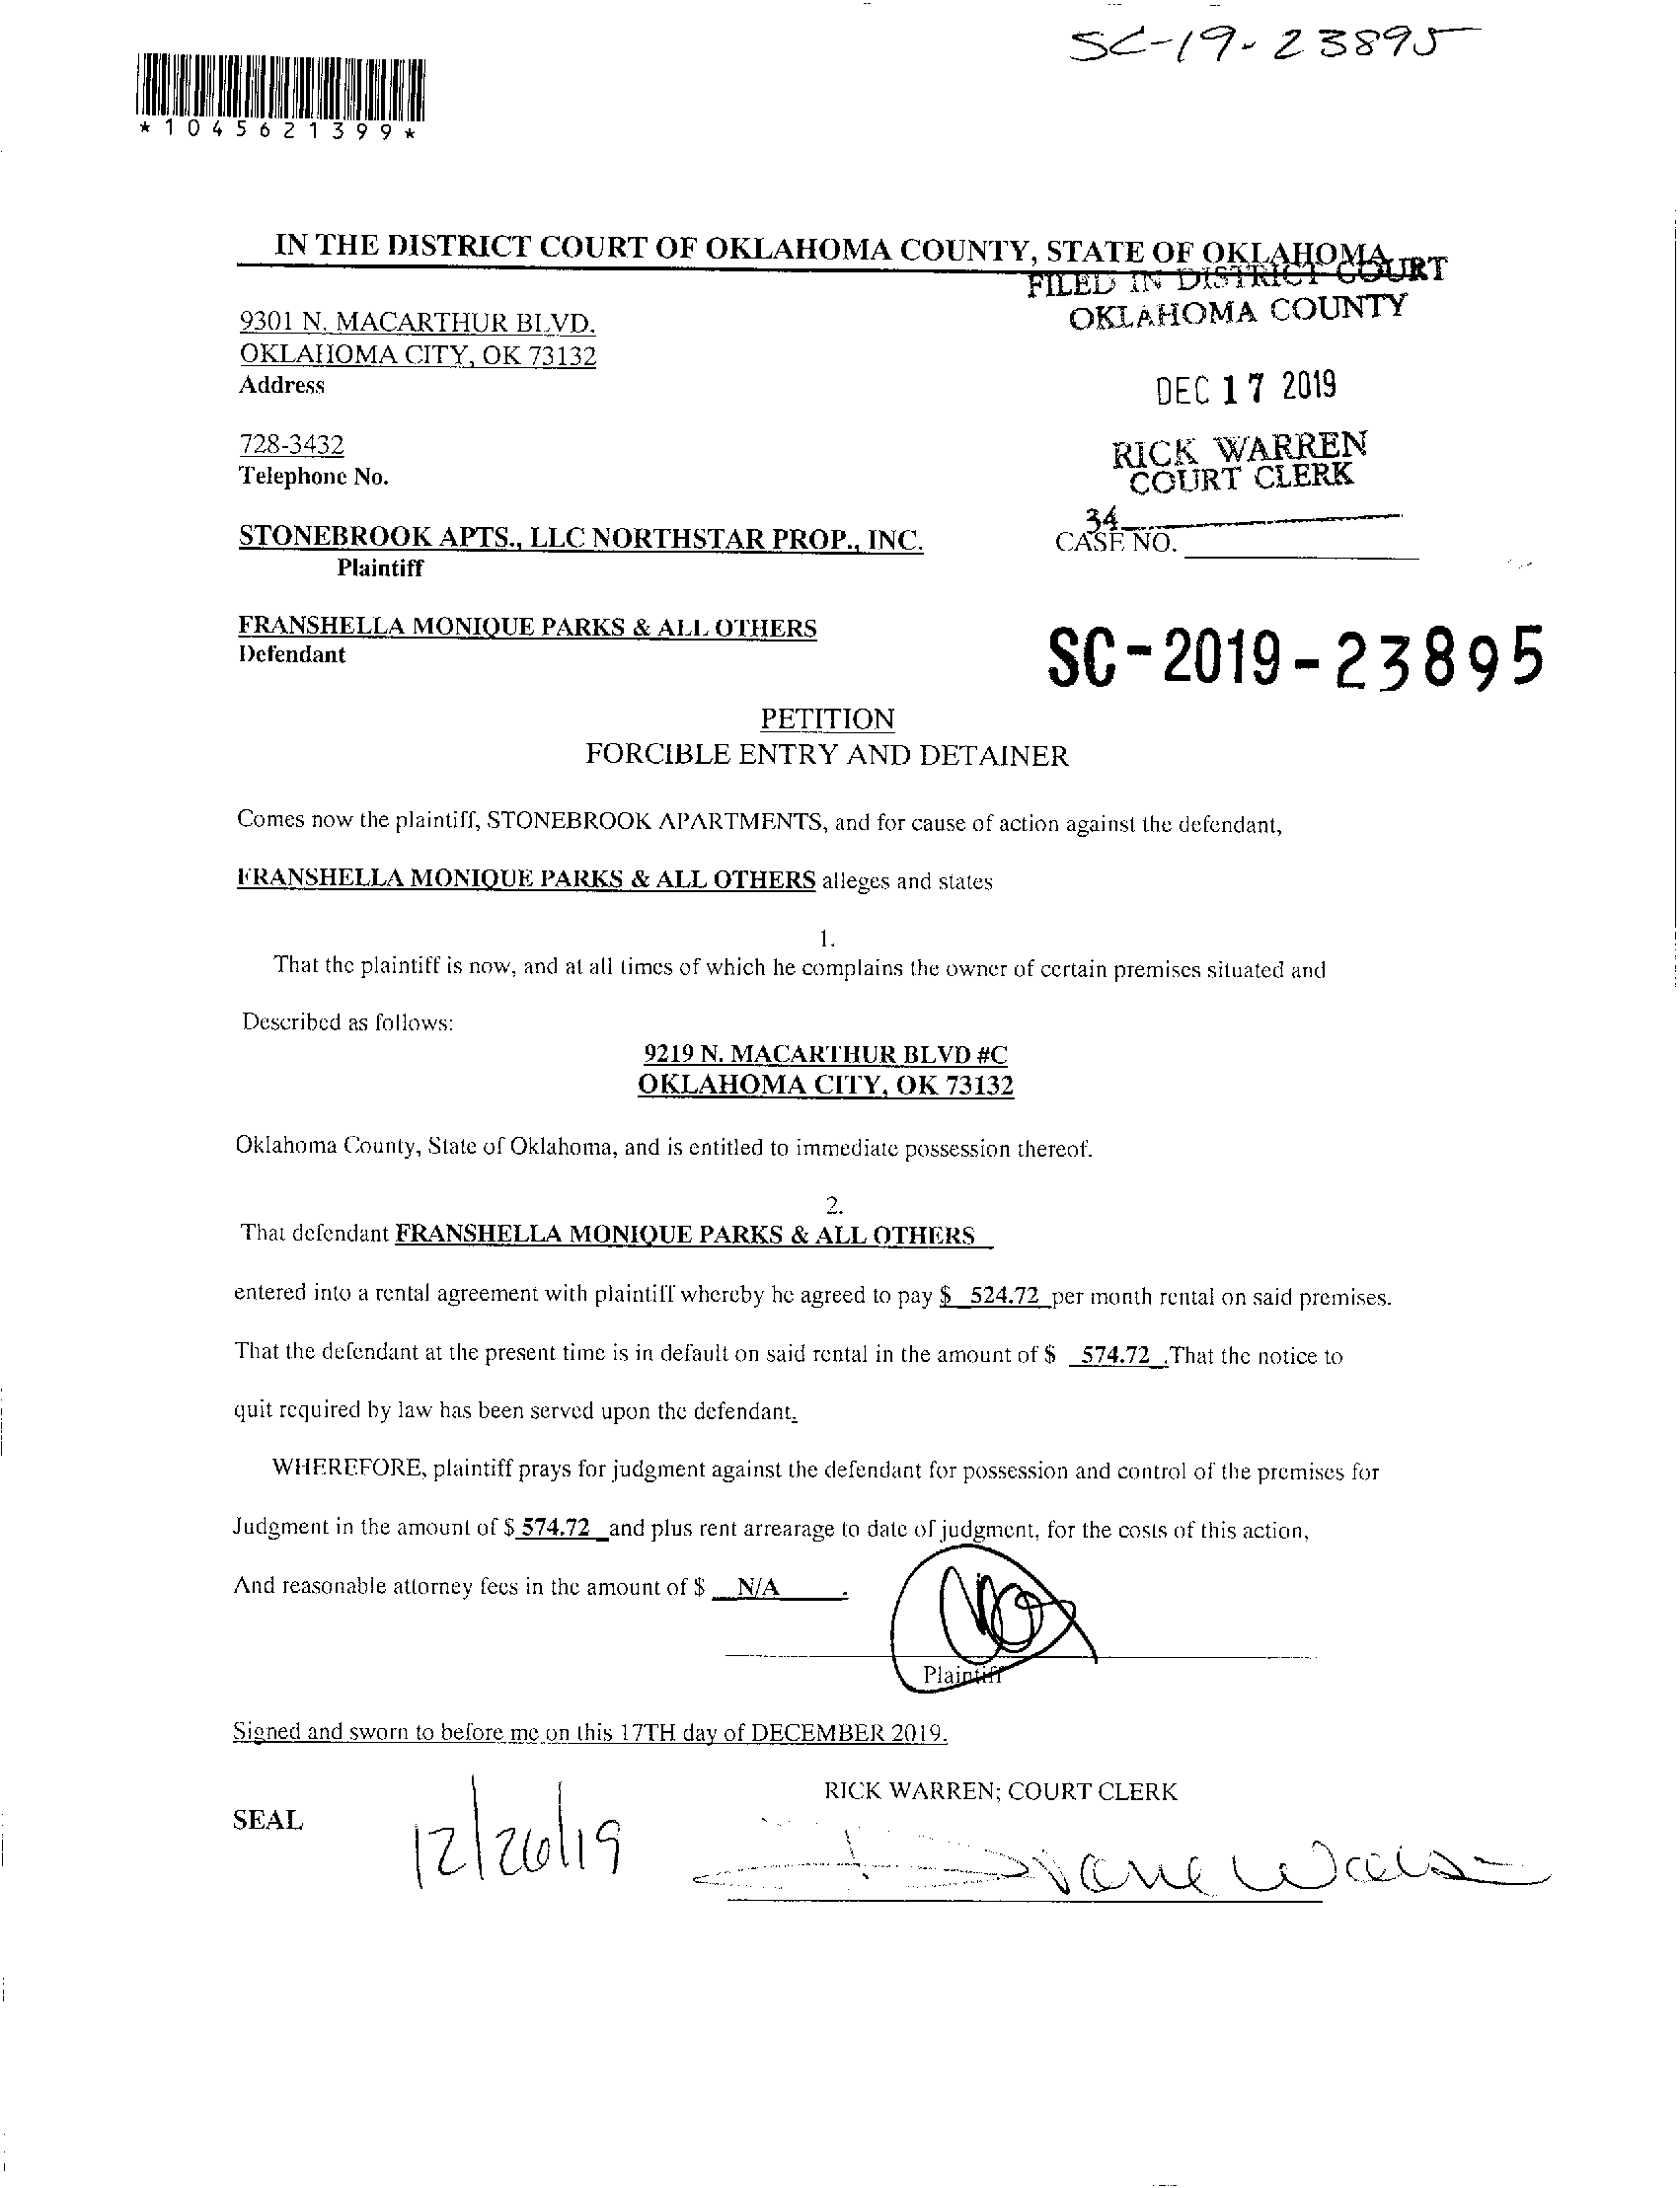 SC-19-23895
*1045621399*
IN THE DISTRICT COURT OF OKLAHOMA COUNTY, STATE OF OKLAHOMA
FILED IN DISTRICT COURT
OKLAHOMA COUNTY
9301 N. MACARTHUR BLVD.
OKLAHOMA CITY, OK 73132
Address
DEC 17 2019
728-3432
Telephone No.
RICK WARREN
COURT CLERK
34
STONEBROOK APTS., LLC NORTHSTAR PROP., INC.
CASE NO.
Plaintiff
FRANSHELLA MONIQUE PARKS & ALL OTHERS
Defendant
SC-2019-23895
PETITION
FORCIBLE ENTRY AND DETAINER
Comes now the plaintiff, STONEBROOK APARTMENTS, and for cause of action against the defendant,
FRANSHELLA MONIQUE PARKS & ALL OTHERS alleges and states
1.
That the plaintiff is now, and at all times of which he complains the owner of certain premises situated and
Described as follows:
9219 N. MACARTHUR BLVD #C
OKLAHOMA CITY, OK 73132
Oklahoma County, State of Oklahoma, and is entitled to immediate possession thereof.
2.
That defendant FRANSHELLA MONIQUE PARKS & ALL OTHERS
entered into a rental agreement with plaintiff whereby he agreed to pay $ 524.72 per month rental on said premises.
That the defendant at the present time is in default on said rental in the amount of $ 574.72 .That the notice to
quit required by law has been served upon the defendant.
WHEREFORE, plaintiff prays for judgment against the defendant for possession and control of the premises for
Judgment in the amount of $ 574.72 and plus rent arrearage to date of judgment, for the costs of this action,
And reasonable attorney fees in the amount of $ N/A .
Plaintiff
Signed and sworn to before me on this 17TH day of DECEMBER 2019.
RICK WARREN; COURT CLERK
SEAL
12/26/19